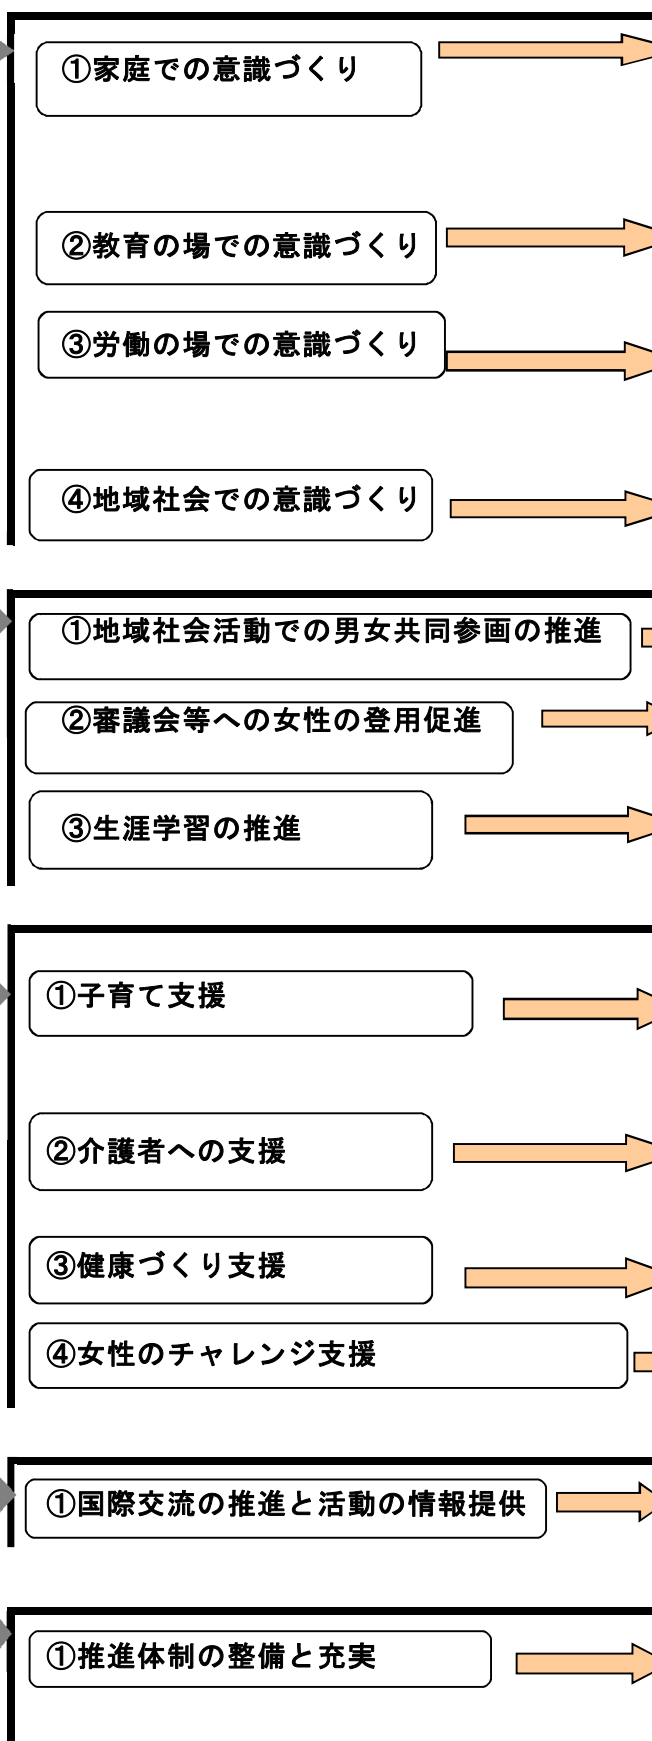 ①家庭での意識づくり
②教育の場での意識づくり
③労働の場での意識づくり
④地域社会での意識づくり
①地域社会活動での男女共同参画の推進
②審議会等への女性の登用促進
③生涯学習の推進
①子育て支援
②介護者への支援
③健康づくり支援
④女性のチャレンジ支援
①国際交流の推進と活動の情報提供
①推進体制の整備と充実